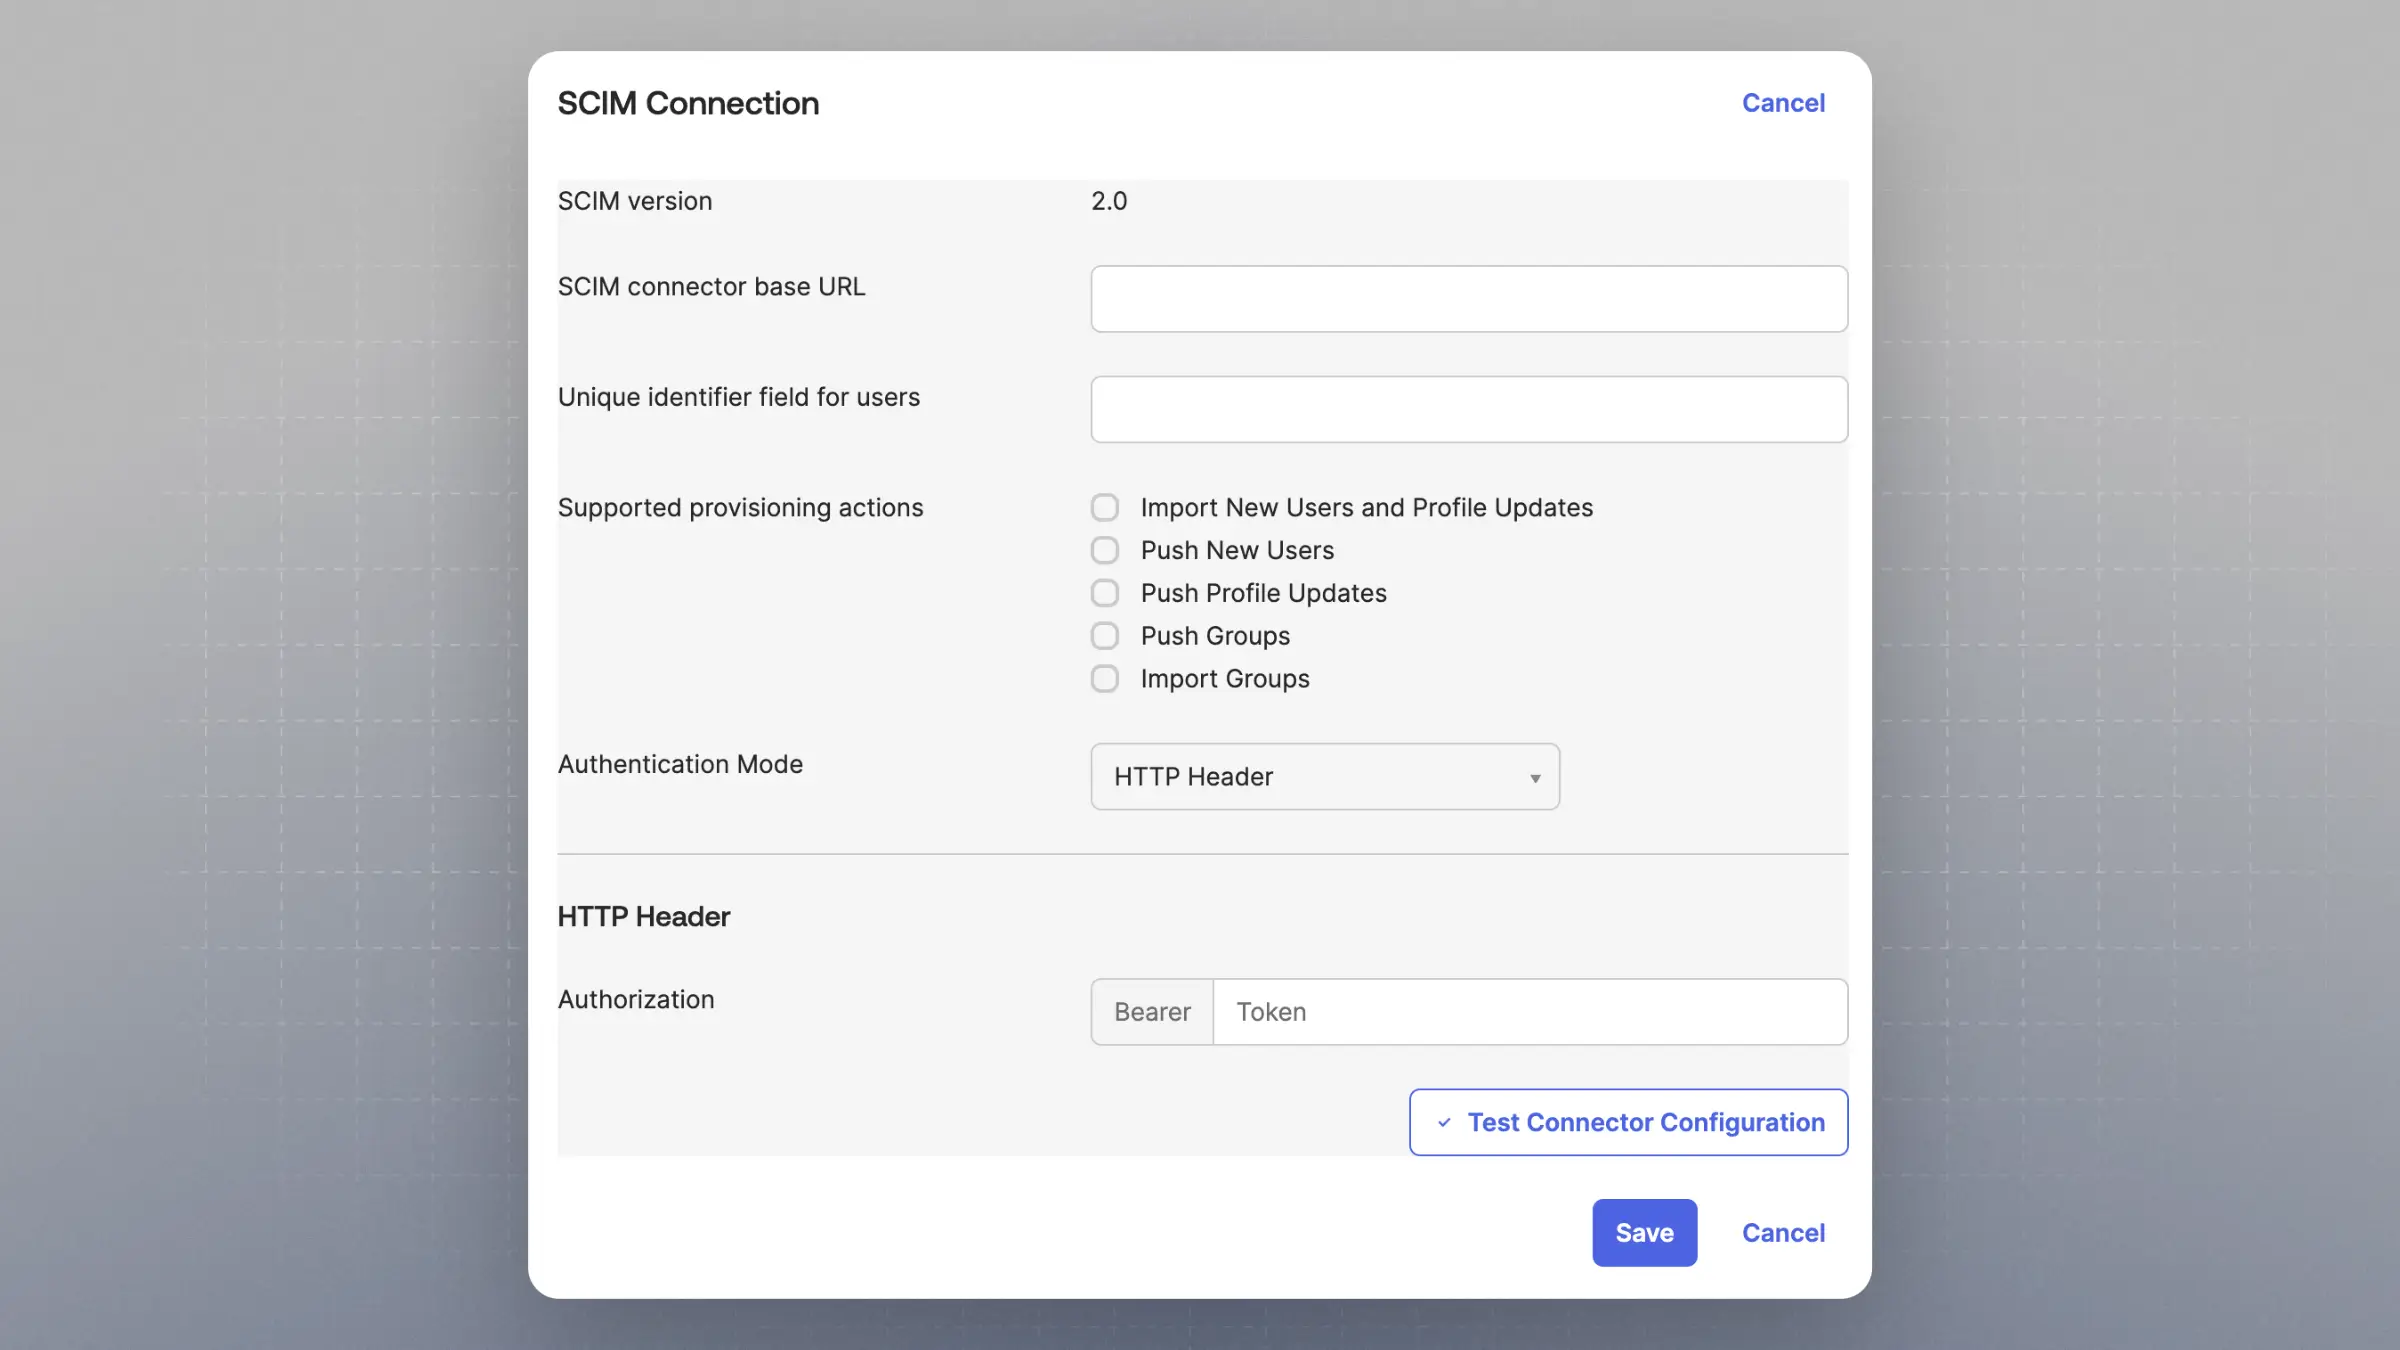 SCIM Connection
Cancel
SCIM version
2.0
SCIM connector base URL
Unique identifier field for users
Supported provisioning actions
Import New Users and Profile Updates
Push New Users
Push Profile Updates
Push Groups
Import Groups
Authentication Mode
HTTP Header
HTTP Header
Authorization
Bearer
Token
Test Connector Configuration
Save
Cancel